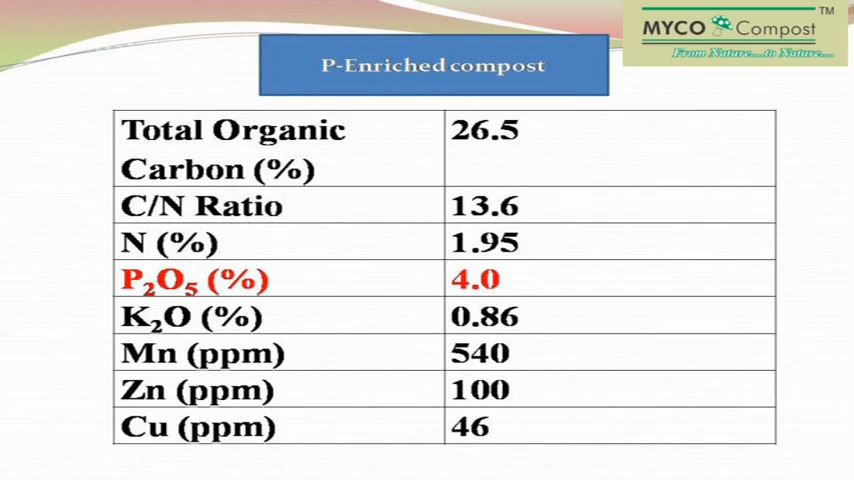 TM
MYCO Compost
From Nature....to Nature....
P-Enriched compost
Total Organic Carbon (%) 26.5
C/N Ratio 13.6
N (%) 1.95
P₂O₅ (%) 4.0
K₂O (%) 0.86
Mn (ppm) 540
Zn (ppm) 100
Cu (ppm) 46